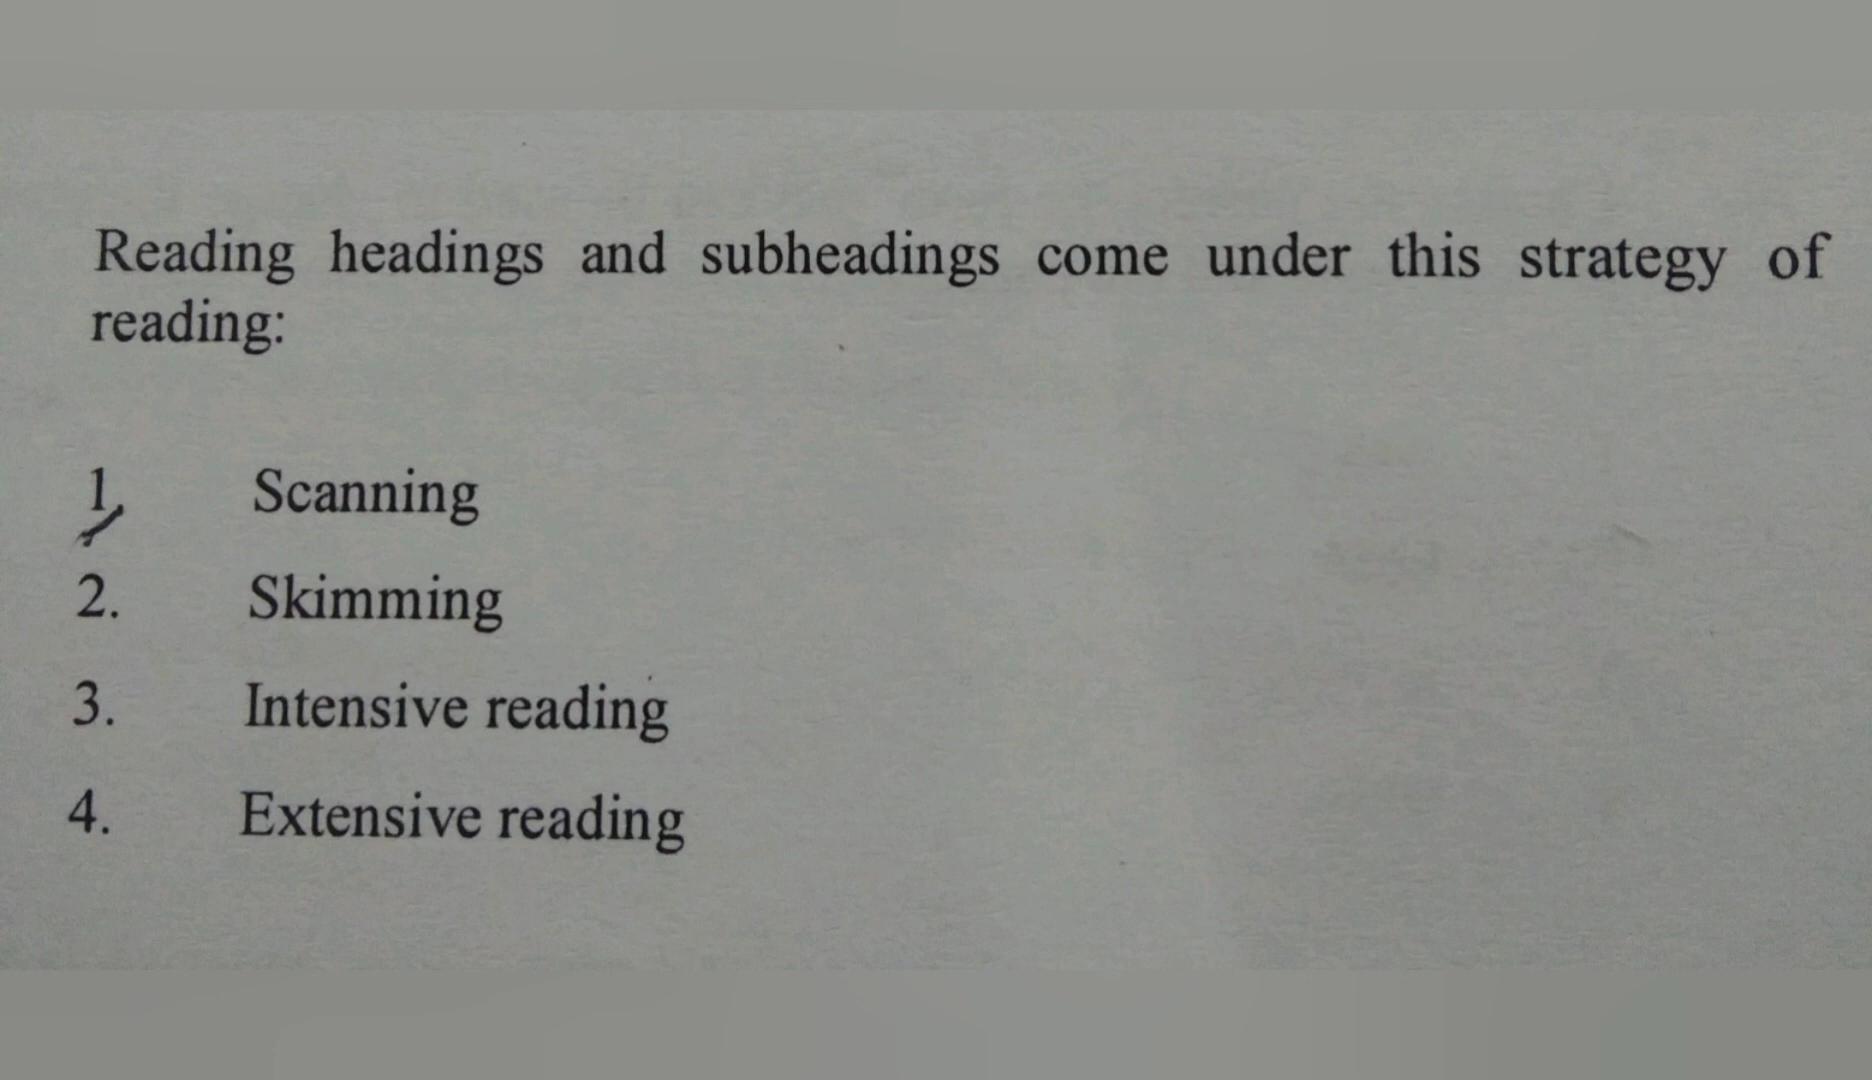 Reading headings and subheadings come under this strategy of
reading:
1. Scanning
2. Skimming
3. Intensive reading
4. Extensive reading